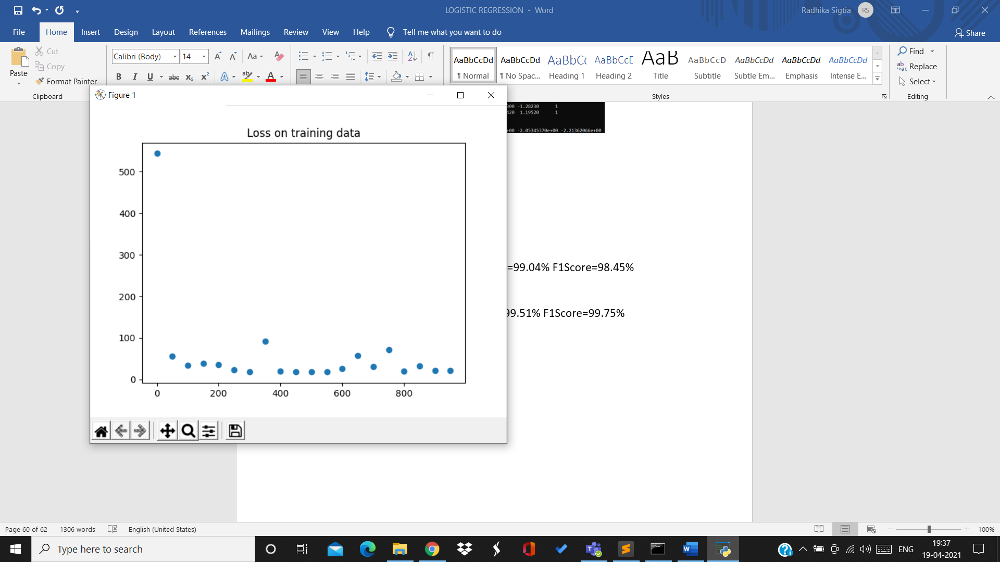 LOGISTIC REGRESSION - Word
Radhika Sigtia
RS
File
Home
Insert
Design
Layout
References
Mailings
Review
View
Help
Tell me what you want to do
Share
Paste
Cut
Copy
Format Painter
Clipboard
Calibri (Body)
14
AaBbCcDd
¶ Normal
AaBbCcDd
¶ No Spac...
AaBbC
Heading 1
AaBbCcD
Heading 2
AaB
Title
AaBbCcD
Subtitle
AaBbCcDd
Subtle Em...
AaBbCcDd
Emphasis
AaBbCcDd
Intense E...
Styles
Find
Replace
Select
Editing
Figure 1
300 -1.28230 1
420 1.19520 1
+00 -2.05345370e+00 -2.21362066e+00
Loss on training data
500
400
300
200
100
0
0 200 400 600 800
=99.04% F1Score=98.45%
99.51% F1Score=99.75%
Page 60 of 62
1306 words
English (United States)
100%
Type here to search
ENG
19:37
19-04-2021